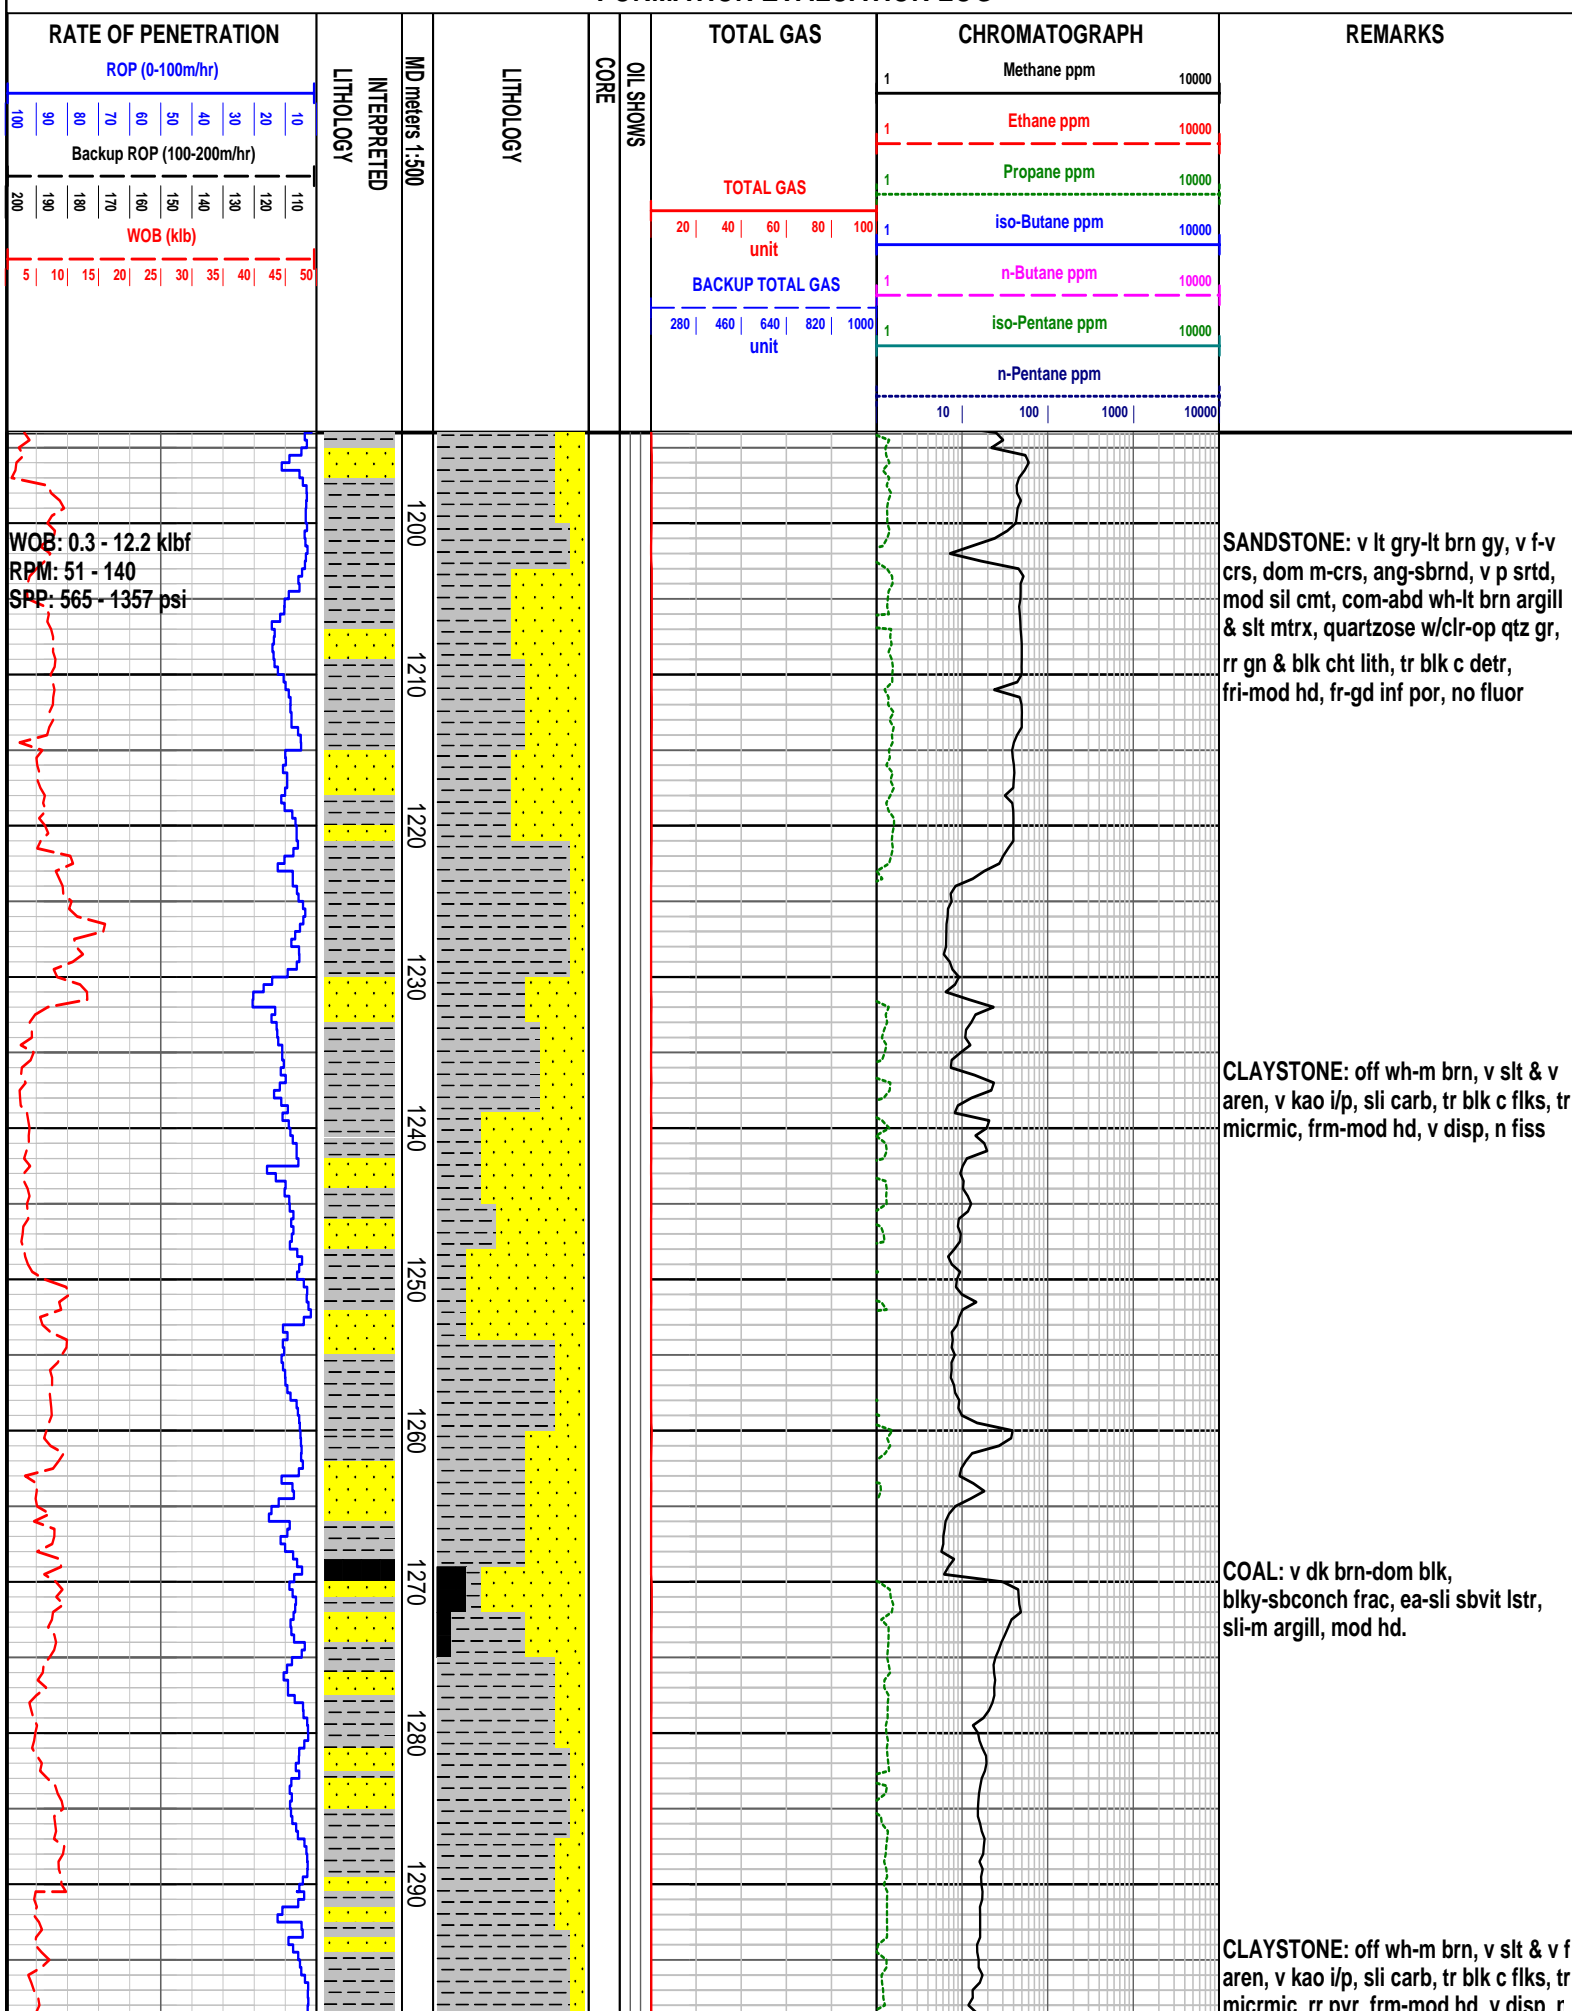 FORMATION EVALUATION LOG
RATE OF PENETRATION
ROP (0-100m/hr)
100 90 80 70 60 50 40 30 20 10
Backup ROP (100-200m/hr)
200 190 180 170 160 150 140 130 120 110
WOB (klb)
5 10 15 20 25 30 35 40 45 50
INTERPRETED
LITHOLOGY
MD meters 1:500
LITHOLOGY
CORE
OIL SHOWS
TOTAL GAS
TOTAL GAS
20 40 60 80 100
unit
BACKUP TOTAL GAS
280 460 640 820 1000
unit
CHROMATOGRAPH
1 Methane ppm 10000
1 Ethane ppm 10000
1 Propane ppm 10000
1 iso-Butane ppm 10000
1 n-Butane ppm 10000
1 iso-Pentane ppm 10000
n-Pentane ppm
10 100 1000 10000
REMARKS
WOB: 0.3 - 12.2 klbf
RPM: 51 - 140
SPP: 565 - 1357 psi
1200
1210
1220
1230
1240
1250
1260
1270
1280
1290
SANDSTONE: v lt gry-lt brn gy, v f-v
crs, dom m-crs, ang-sbrnd, v p srtd,
mod sil cmt, com-abd wh-lt brn argill
& slt mtrx, quartzose w/clr-op qtz gr,
rr gn & blk cht lith, tr blk c detr,
fri-mod hd, fr-gd inf por, no fluor
CLAYSTONE: off wh-m brn, v slt & v
aren, v kao i/p, sli carb, tr blk c flks, tr
micrmic, frm-mod hd, v disp, n fiss
COAL: v dk brn-dom blk,
blky-sbconch frac, ea-sli sbvit lstr,
sli-m argill, mod hd.
CLAYSTONE: off wh-m brn, v slt & v f
aren, v kao i/p, sli carb, tr blk c flks, tr
micrmic, rr pyr, frm-mod hd, v disp, n